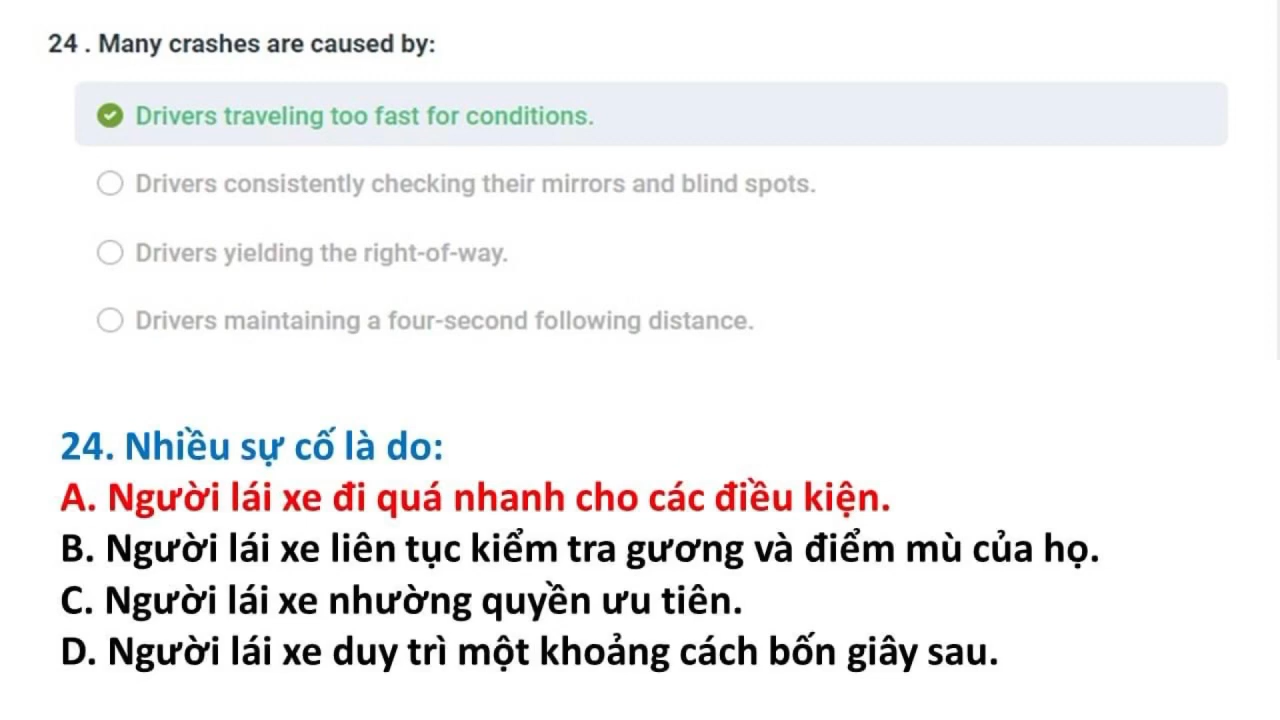 24 . Many crashes are caused by:
Drivers traveling too fast for conditions.
Drivers consistently checking their mirrors and blind spots.
Drivers yielding the right-of-way.
Drivers maintaining a four-second following distance.
24. Nhiều sự cố là do:
A. Người lái xe đi quá nhanh cho các điều kiện.
B. Người lái xe liên tục kiểm tra gương và điểm mù của họ.
C. Người lái xe nhường quyền ưu tiên.
D. Người lái xe duy trì một khoảng cách bốn giây sau.